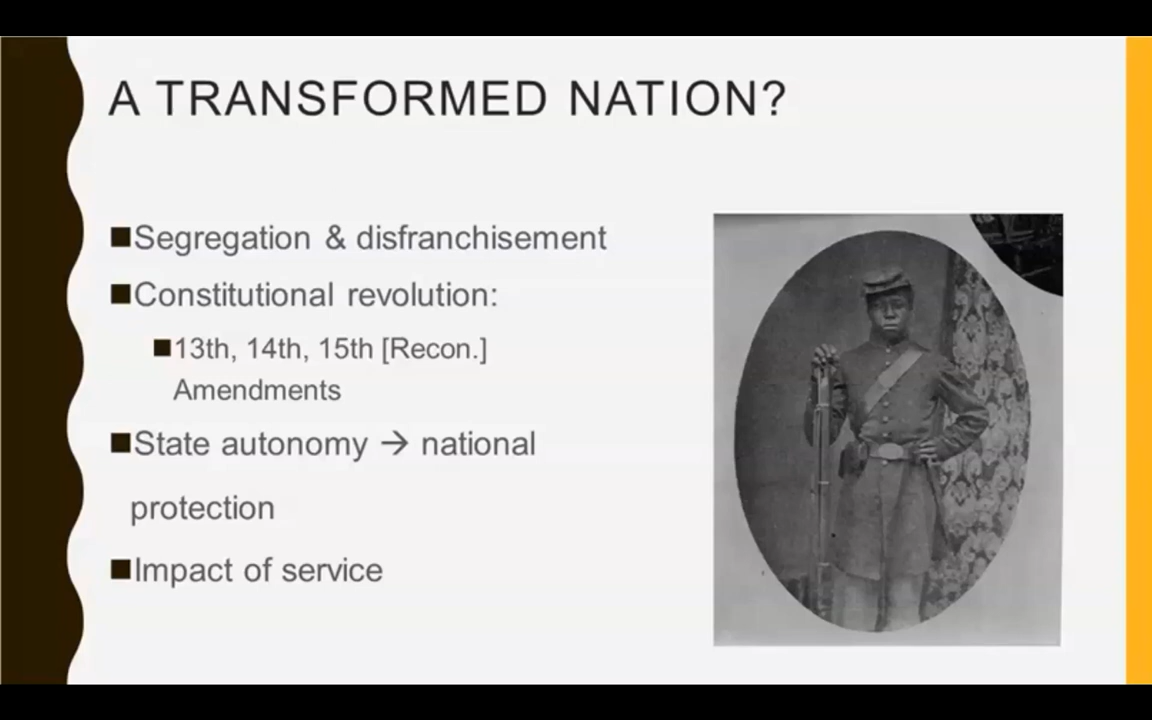 A TRANSFORMED NATION?
■Segregation & disfranchisement
■Constitutional revolution:
■13th, 14th, 15th [Recon.]
Amendments
■State autonomy → national
protection
■Impact of service